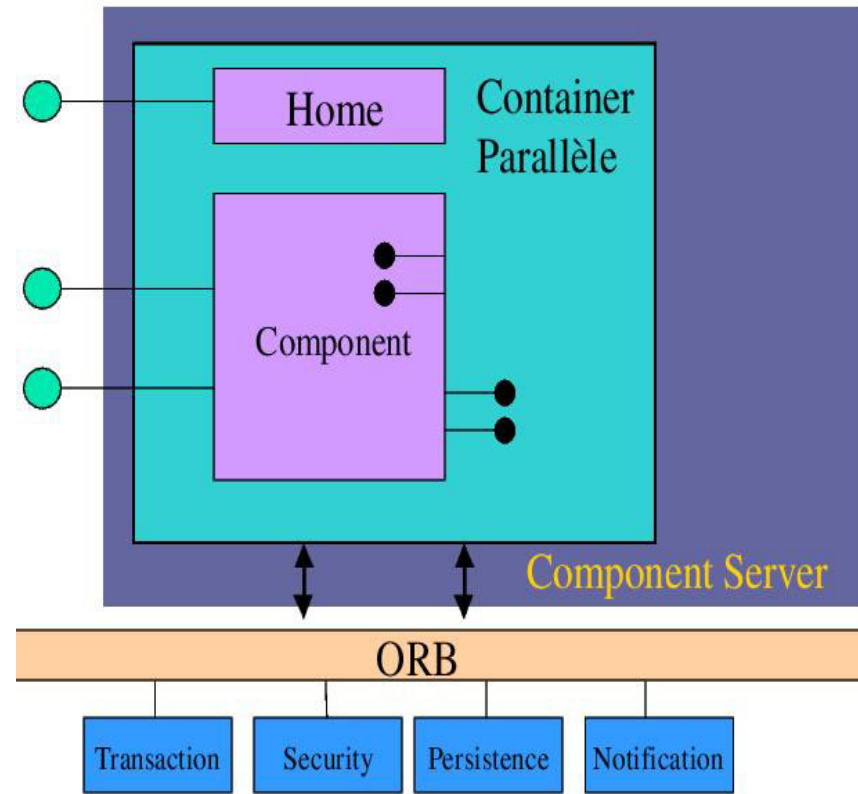 Home
Container
Parallèle
Component
Component Server
ORB
Transaction
Security
Persistence
Notification